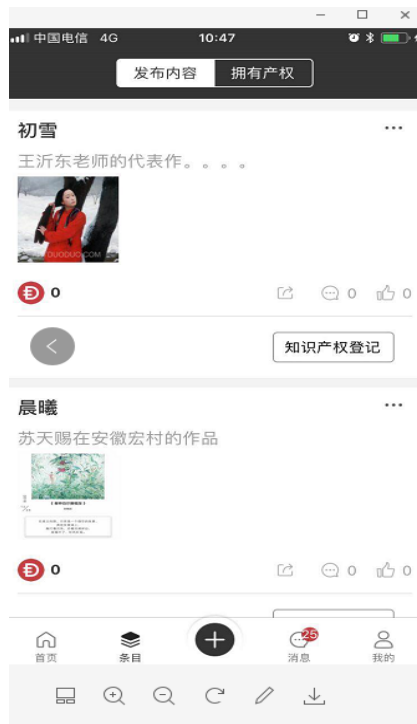 中国电信 4G 10:47
发布内容 拥有产权
初雪
王沂东老师的代表作。。。。
DUODUO.COM
0 0 0
知识产权登记
晨曦
苏天赐在安徽宏村的作品
0 0 0
首页 条目 25 消息 我的